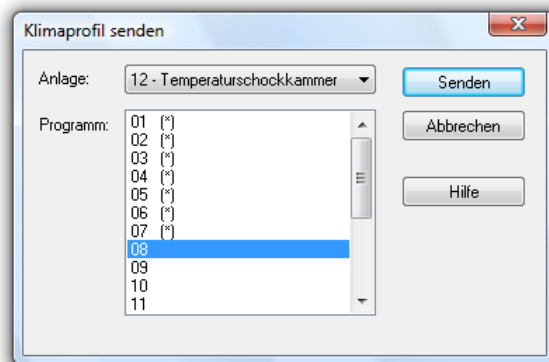 Klimaprofil senden
Anlage: 12 - Temperaturschockkammer Senden
Programm: 01 (*) Abbrechen
02 (*)
03 (*)
04 (*)
05 (*) Hilfe
06 (*)
07 (*)
08
09
10
11